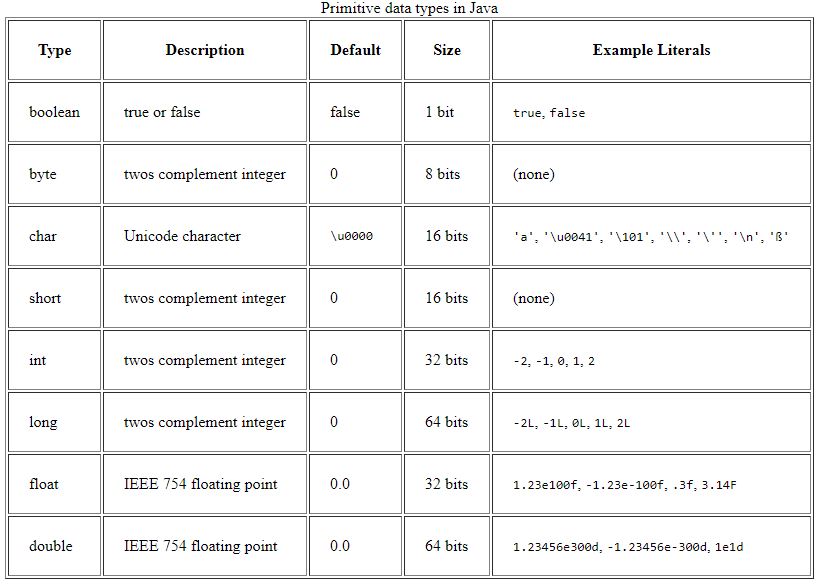 Primitive data types in Java
Type Description Default Size Example Literals
boolean true or false false 1 bit true, false
byte twos complement integer 0 8 bits (none)
char Unicode character \u0000 16 bits 'a', '\u0041', '\101', '\\', '\'', '\n', 'ß'
short twos complement integer 0 16 bits (none)
int twos complement integer 0 32 bits -2, -1, 0, 1, 2
long twos complement integer 0 64 bits -2L, -1L, 0L, 1L, 2L
float IEEE 754 floating point 0.0 32 bits 1.23e100f, -1.23e-100f, .3f, 3.14F
double IEEE 754 floating point 0.0 64 bits 1.23456e300d, -1.23456e-300d, 1e1d